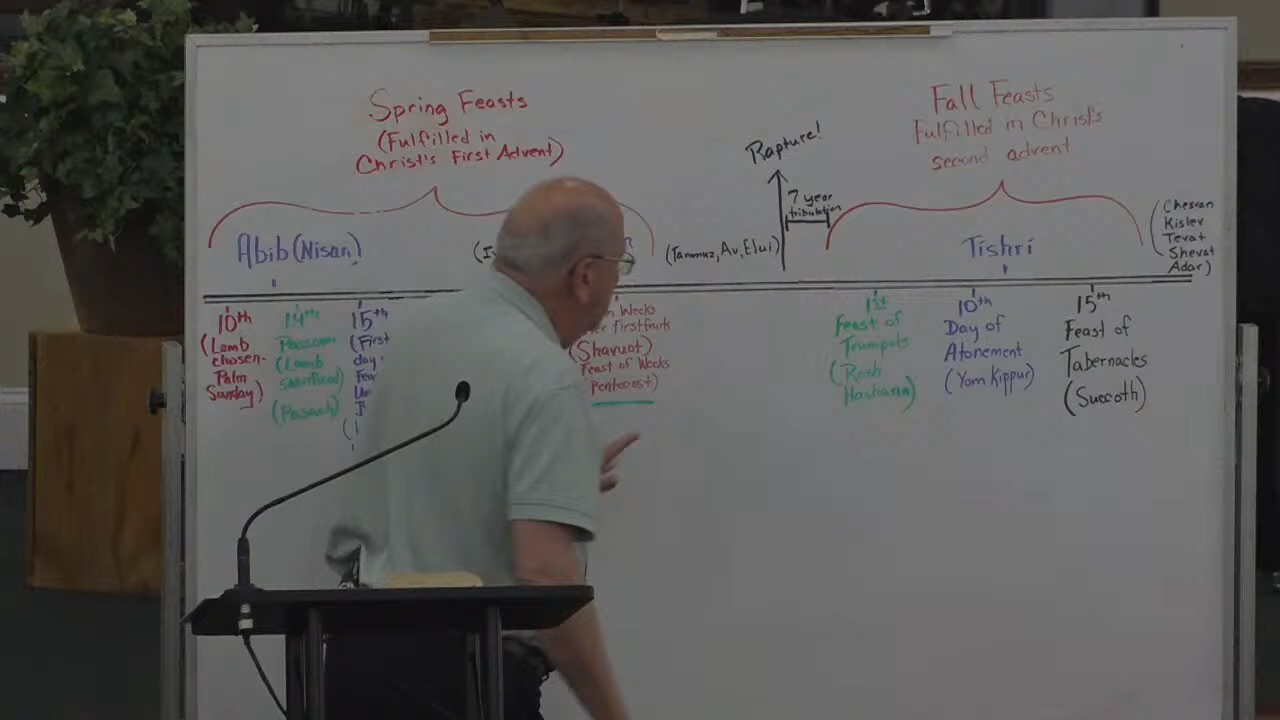 Spring Feasts
(Fulfilled in
Christ's First Advent)
Abib (Nisan)
10th
(Lamb
chosen-
Palm
Sunday)
14th
Passover
(Lamb
sacrificed)
(Pesach)
15th
(First
day
Weeks
Firstfruits
(Shavuot)
Feast of Weeks
Pentecost)
(Tammuz, Av, Elul)
Rapture!
7 year
tribulation
Fall Feasts
Fulfilled in Christ's
second advent
Tishri
1st
Feast of
Trumpets
(Rosh
Hashanna)
10th
Day of
Atonement
(Yom Kippur)
15th
Feast of
Tabernacles
(Succoth)
(Chesvan
Kislev
Tevat
Shevat
Adar)